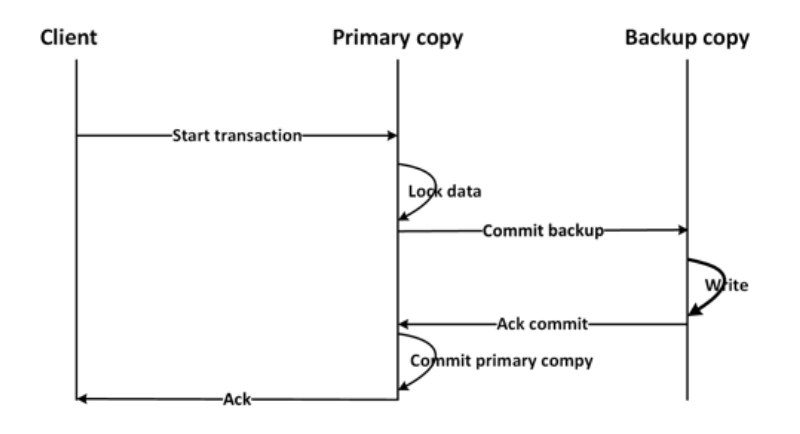 Client
Primary copy
Backup copy
Start transaction
Lock data
Commit backup
Write
Ack commit
Commit primary compy
Ack